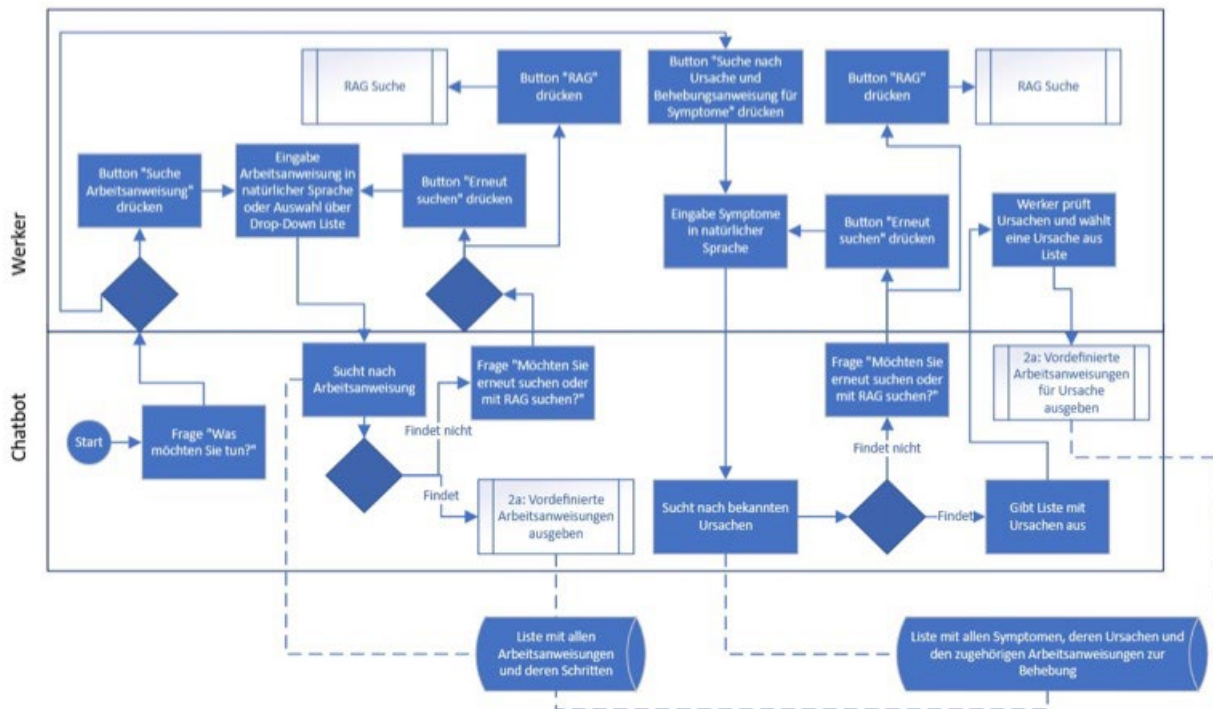 Werker
RAG Suche
Button "RAG"
drücken
Button "Suche nach
Ursache und
Behebungsanweisung für
Symptome" drücken
Button "RAG"
drücken
RAG Suche
Button "Suche
Arbeitsanweisung"
drücken
Eingabe
Arbeitsanweisung in
natürlicher Sprache
oder Auswahl über
Drop-Down Liste
Button "Erneut
suchen" drücken
Eingabe Symptome
in natürlicher
Sprache
Button "Erneut
suchen" drücken
Werker prüft
Ursachen und wählt
eine Ursache aus
Liste
Chatbot
Start
Frage "Was
möchten Sie tun?"
Sucht nach
Arbeitsanweisung
Frage "Möchten Sie
erneut suchen oder
mit RAG suchen?"
Findet nicht
Findet
2a: Vordefinierte
Arbeitsanweisungen
ausgeben
Sucht nach bekannten
Ursachen
Frage "Möchten Sie
erneut suchen oder
mit RAG suchen?"
Findet nicht
Findet
Gibt Liste mit
Ursachen aus
2a: Vordefinierte
Arbeitsanweisungen
für Ursache
ausgeben
Liste mit allen
Arbeitsanweisungen
und deren Schritten
Liste mit allen Symptomen, deren Ursachen und
den zugehörigen Arbeitsanweisungen zur
Behebung